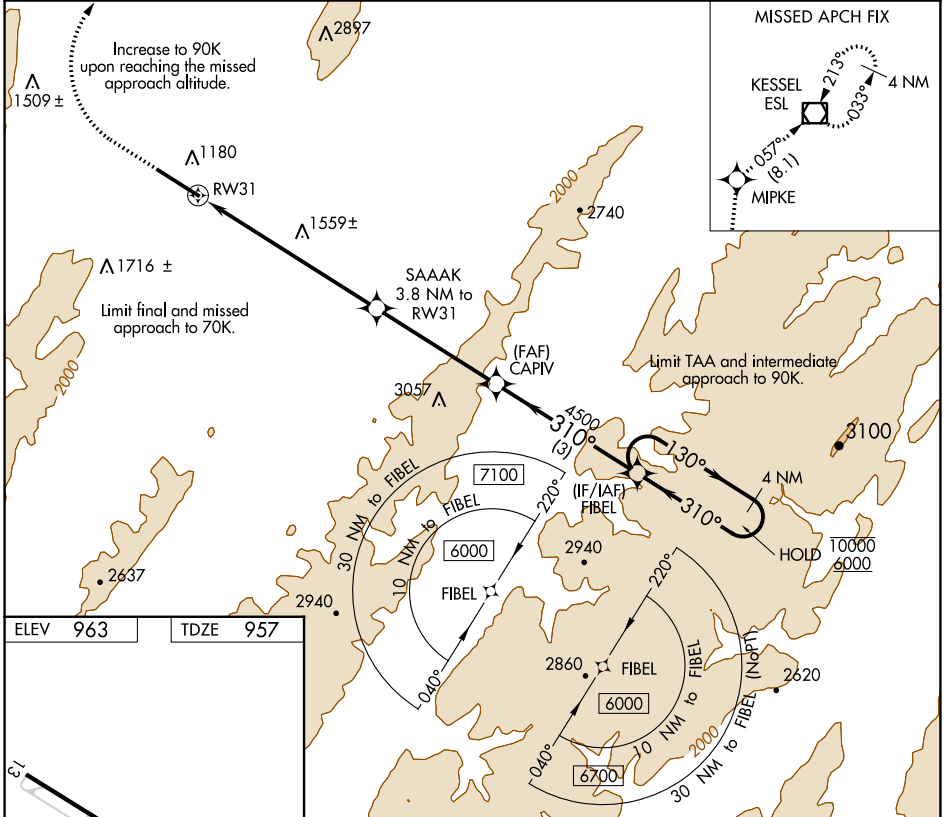 2897
Increase to 90K
upon reaching the missed
approach altitude.
1509 ±
1180
RW31
1559 ±
1716 ±
Limit final and missed
approach to 70K.
2000
SAAAK
3.8 NM to
RW31
2000
2740
(FAF)
CAPIV
3057
Limit TAA and intermediate
approach to 90K.
4500
310°
(3)
130°
3100
4 NM
(IF/IAF)
FIBEL
310°
HOLD
10000
6000
7100
30 NM to FIBEL
220°
10 NM to FIBEL
6000
FIBEL
040°
2940
2637
2940
220°
2860
FIBEL
6000
10 NM to FIBEL
2620
040°
6700
2000
30 NM to FIBEL (NoPT)
MISSED APCH FIX
KESSEL
ESL
213°
033°
4 NM
057°
(8.1)
MIPKE
ELEV 963
TDZE 957
13